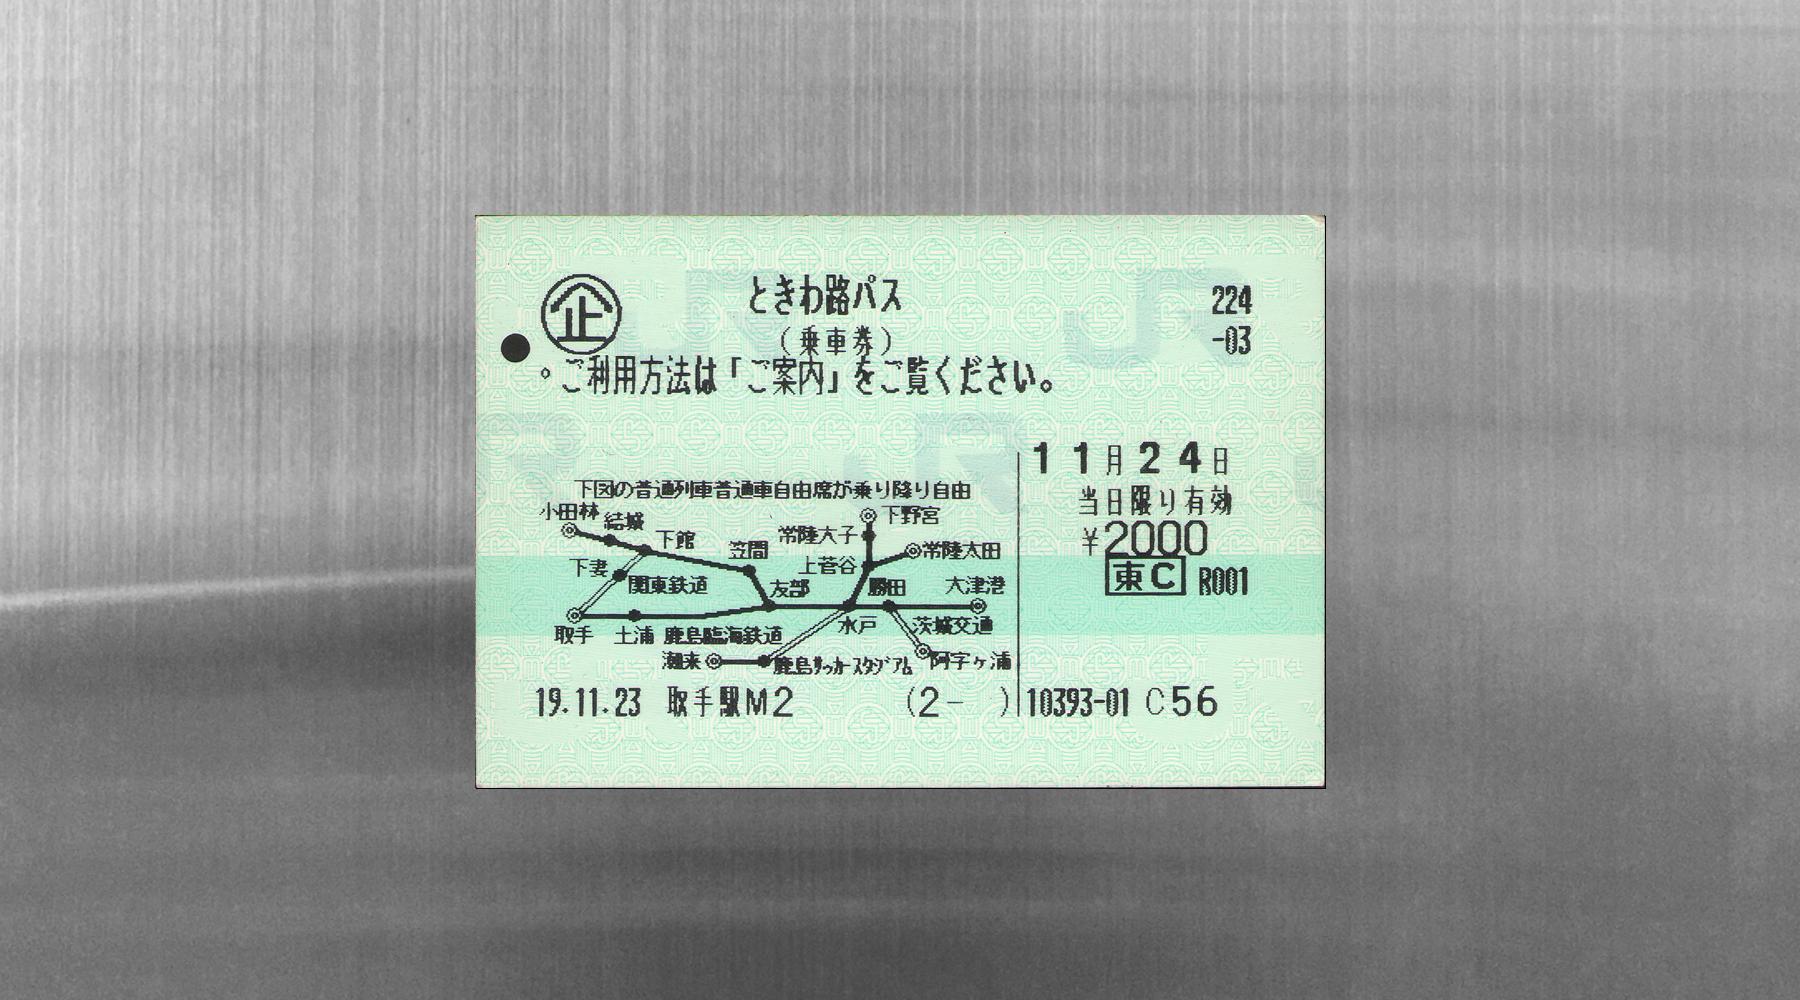 企
ときわ路パス
（乗車券）
224
-03
。ご利用方法は「ご案内」をご覧ください。
11月24日
当日限り有効
¥2000
東C R001
下図の普通列車普通車自由席が乗り降り自由
小田林 結城 下館 笠間 常陸大子 下野宮
下妻 関東鉄道 友部 上菅谷 常陸太田
勝田 大津港
取手 土浦 鹿島臨海鉄道 水戸 茨城交通
潮来 鹿島サッカースタジアム 阿字ヶ浦
19.11.23 取手駅M2 (2- ) 10393-01 C56